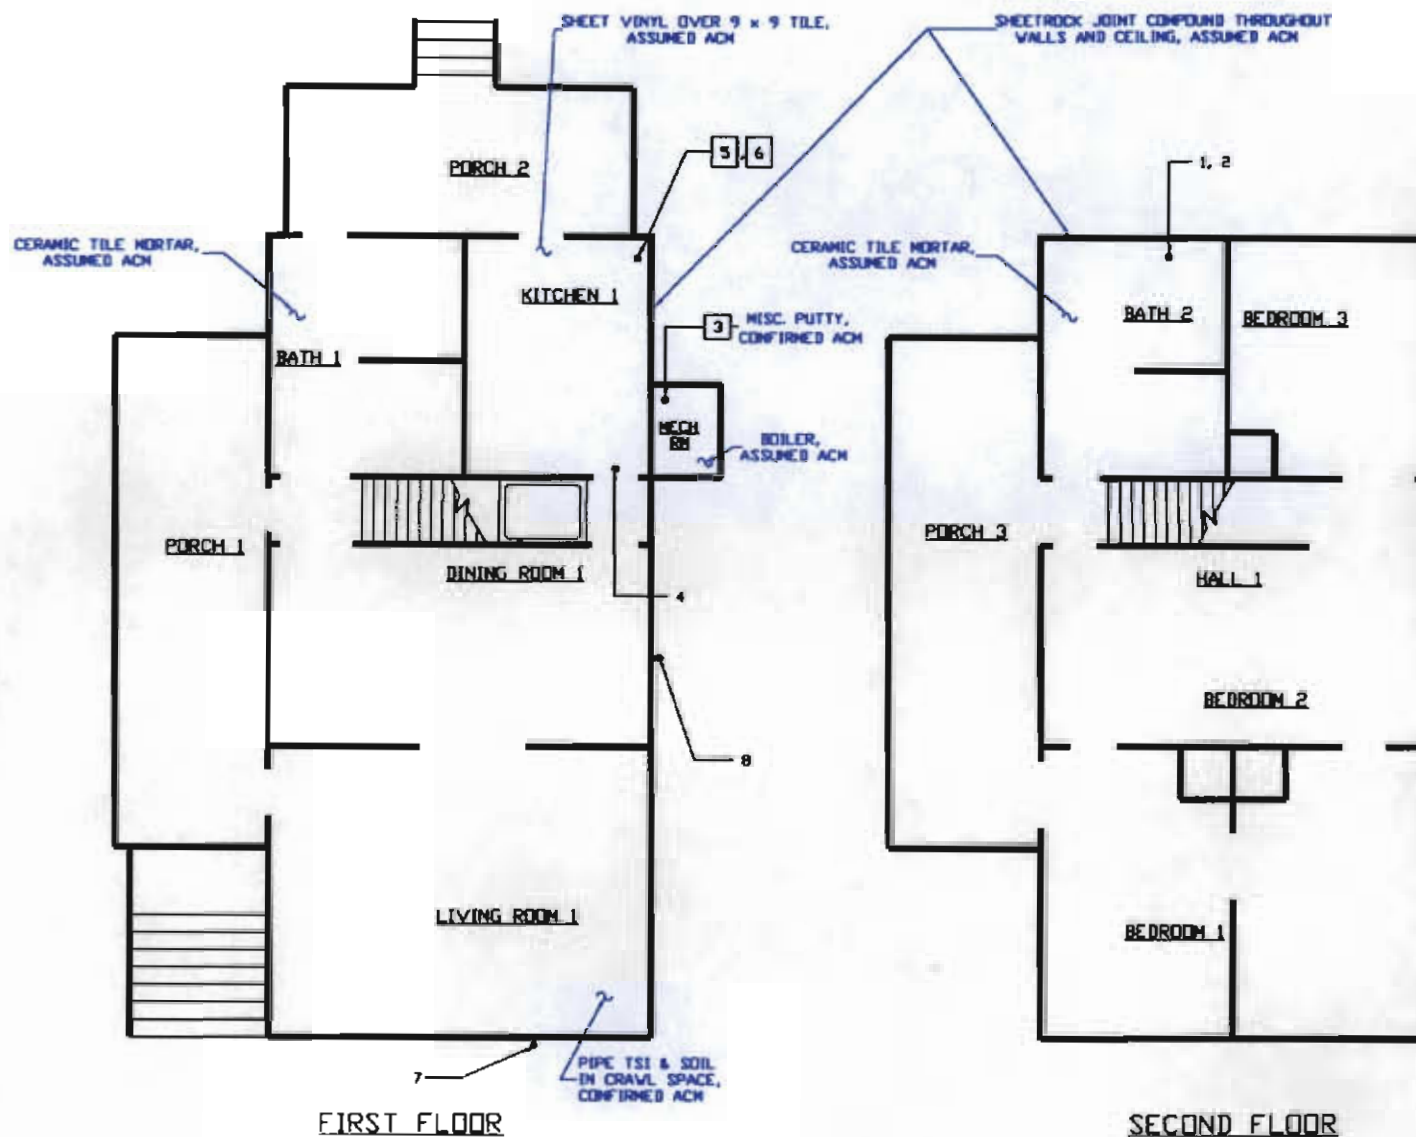 SHEET VINYL OVER 9 x 9 TILE,
ASSUMED ACM
SHEETROCK JOINT COMPOUND THROUGHOUT
WALLS AND CEILING, ASSUMED ACM
5, 6
PORCH 2
1, 2
CERAMIC TILE MORTAR,
ASSUMED ACM
CERAMIC TILE MORTAR,
ASSUMED ACM
KITCHEN 1
BATH 2
BEDROOM 3
3
MISC. PUTTY,
CONFIRMED ACM
BATH 1
MECH
RM
BOILER,
ASSUMED ACM
PORCH 1
PORCH 3
DINING ROOM 1
HALL 1
4
BEDROOM 2
8
LIVING ROOM 1
BEDROOM 1
7
PIPE TSI & SOIL
IN CRAWL SPACE,
CONFIRMED ACM
FIRST FLOOR
SECOND FLOOR